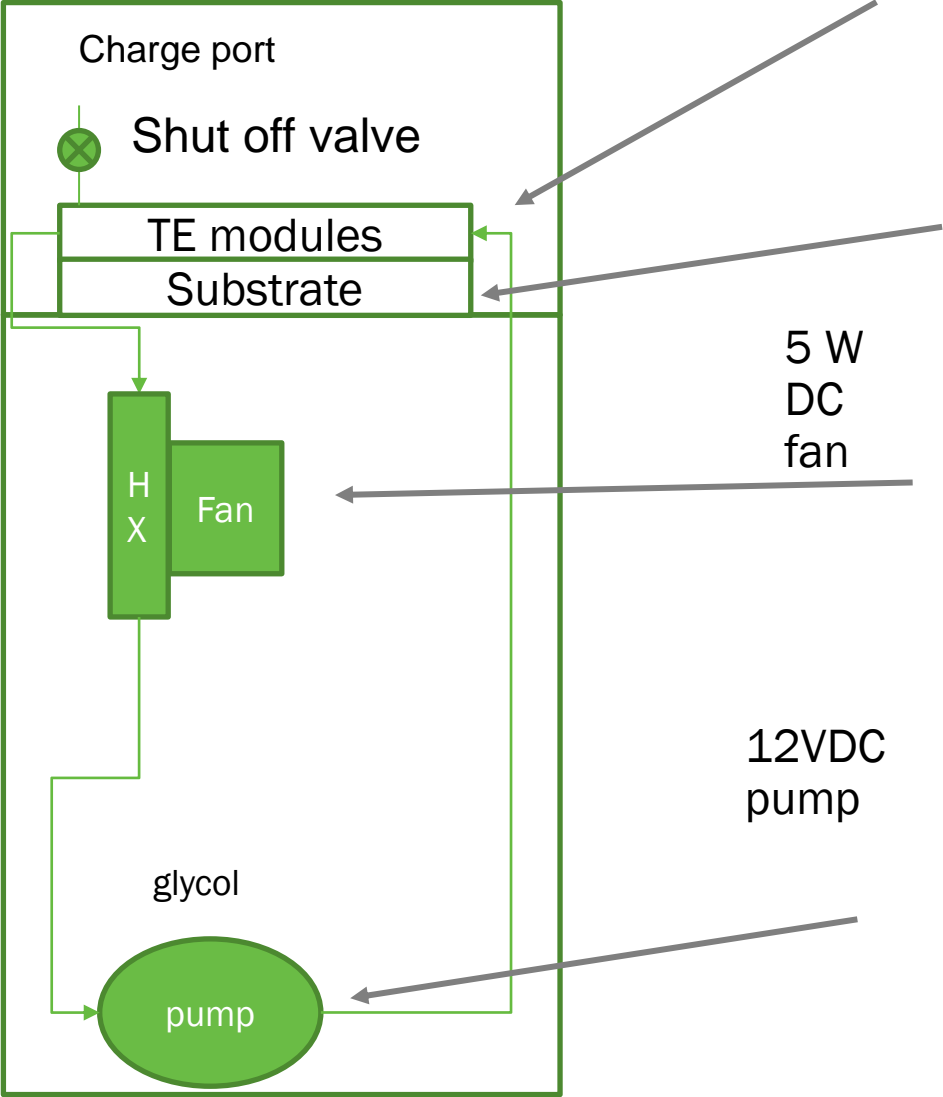 Charge port
Shut off valve
TE modules
Substrate
5 W
DC
fan
H
X
Fan
12VDC
pump
glycol
pump